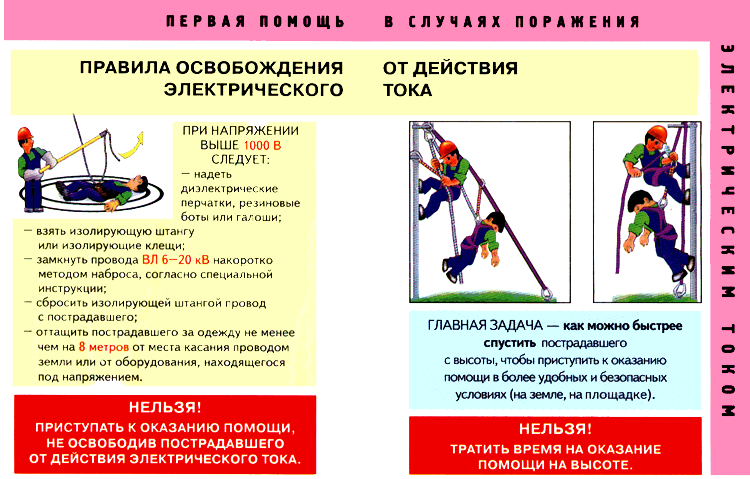 ПЕРВАЯ ПОМОЩЬ В СЛУЧАЯХ ПОРАЖЕНИЯ
ЭЛЕКТРИЧЕСКИМ ТОКОМ
ПРАВИЛА ОСВОБОЖДЕНИЯ ОТ ДЕЙСТВИЯ
ЭЛЕКТРИЧЕСКОГО ТОКА
ПРИ НАПРЯЖЕНИИ
ВЫШЕ 1000 В
СЛЕДУЕТ:
— надеть
диэлектрические
перчатки, резиновые
боты или галоши;
— взять изолирующую штангу
или изолирующие клещи;
— замкнуть провода ВЛ 6—20 кВ накоротко
методом наброса, согласно специальной
инструкции;
— сбросить изолирующей штангой провод
с пострадавшего;
— оттащить пострадавшего за одежду не менее
чем на 8 метров от места касания проводом
земли или от оборудования, находящегося
под напряжением.
НЕЛЬЗЯ!
ПРИСТУПАТЬ К ОКАЗАНИЮ ПОМОЩИ,
НЕ ОСВОБОДИВ ПОСТРАДАВШЕГО
ОТ ДЕЙСТВИЯ ЭЛЕКТРИЧЕСКОГО ТОКА.
ГЛАВНАЯ ЗАДАЧА — как можно быстрее
спустить пострадавшего
с высоты, чтобы приступить к оказанию
помощи в более удобных и безопасных
условиях (на земле, на площадке).
НЕЛЬЗЯ!
ТРАТИТЬ ВРЕМЯ НА ОКАЗАНИЕ
ПОМОЩИ НА ВЫСОТЕ.